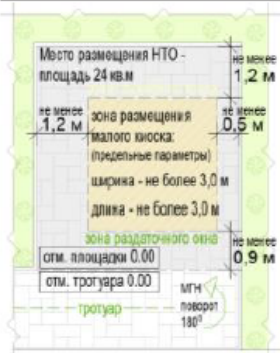 Место размещения НТО -
площадь 24 кв.м
не менее
1,2 м
не менее
1,2 м
не менее
0,5 м
зона размещения
малого киоска:
(предельные параметры)
ширина - не более 3,0 м
длина - не более 3,0 м
зона раздаточного окна
не менее
0,9 м
отм. площадки 0.00
отм. тротуара 0.00
тротуар
МГН
поворот
180⁰